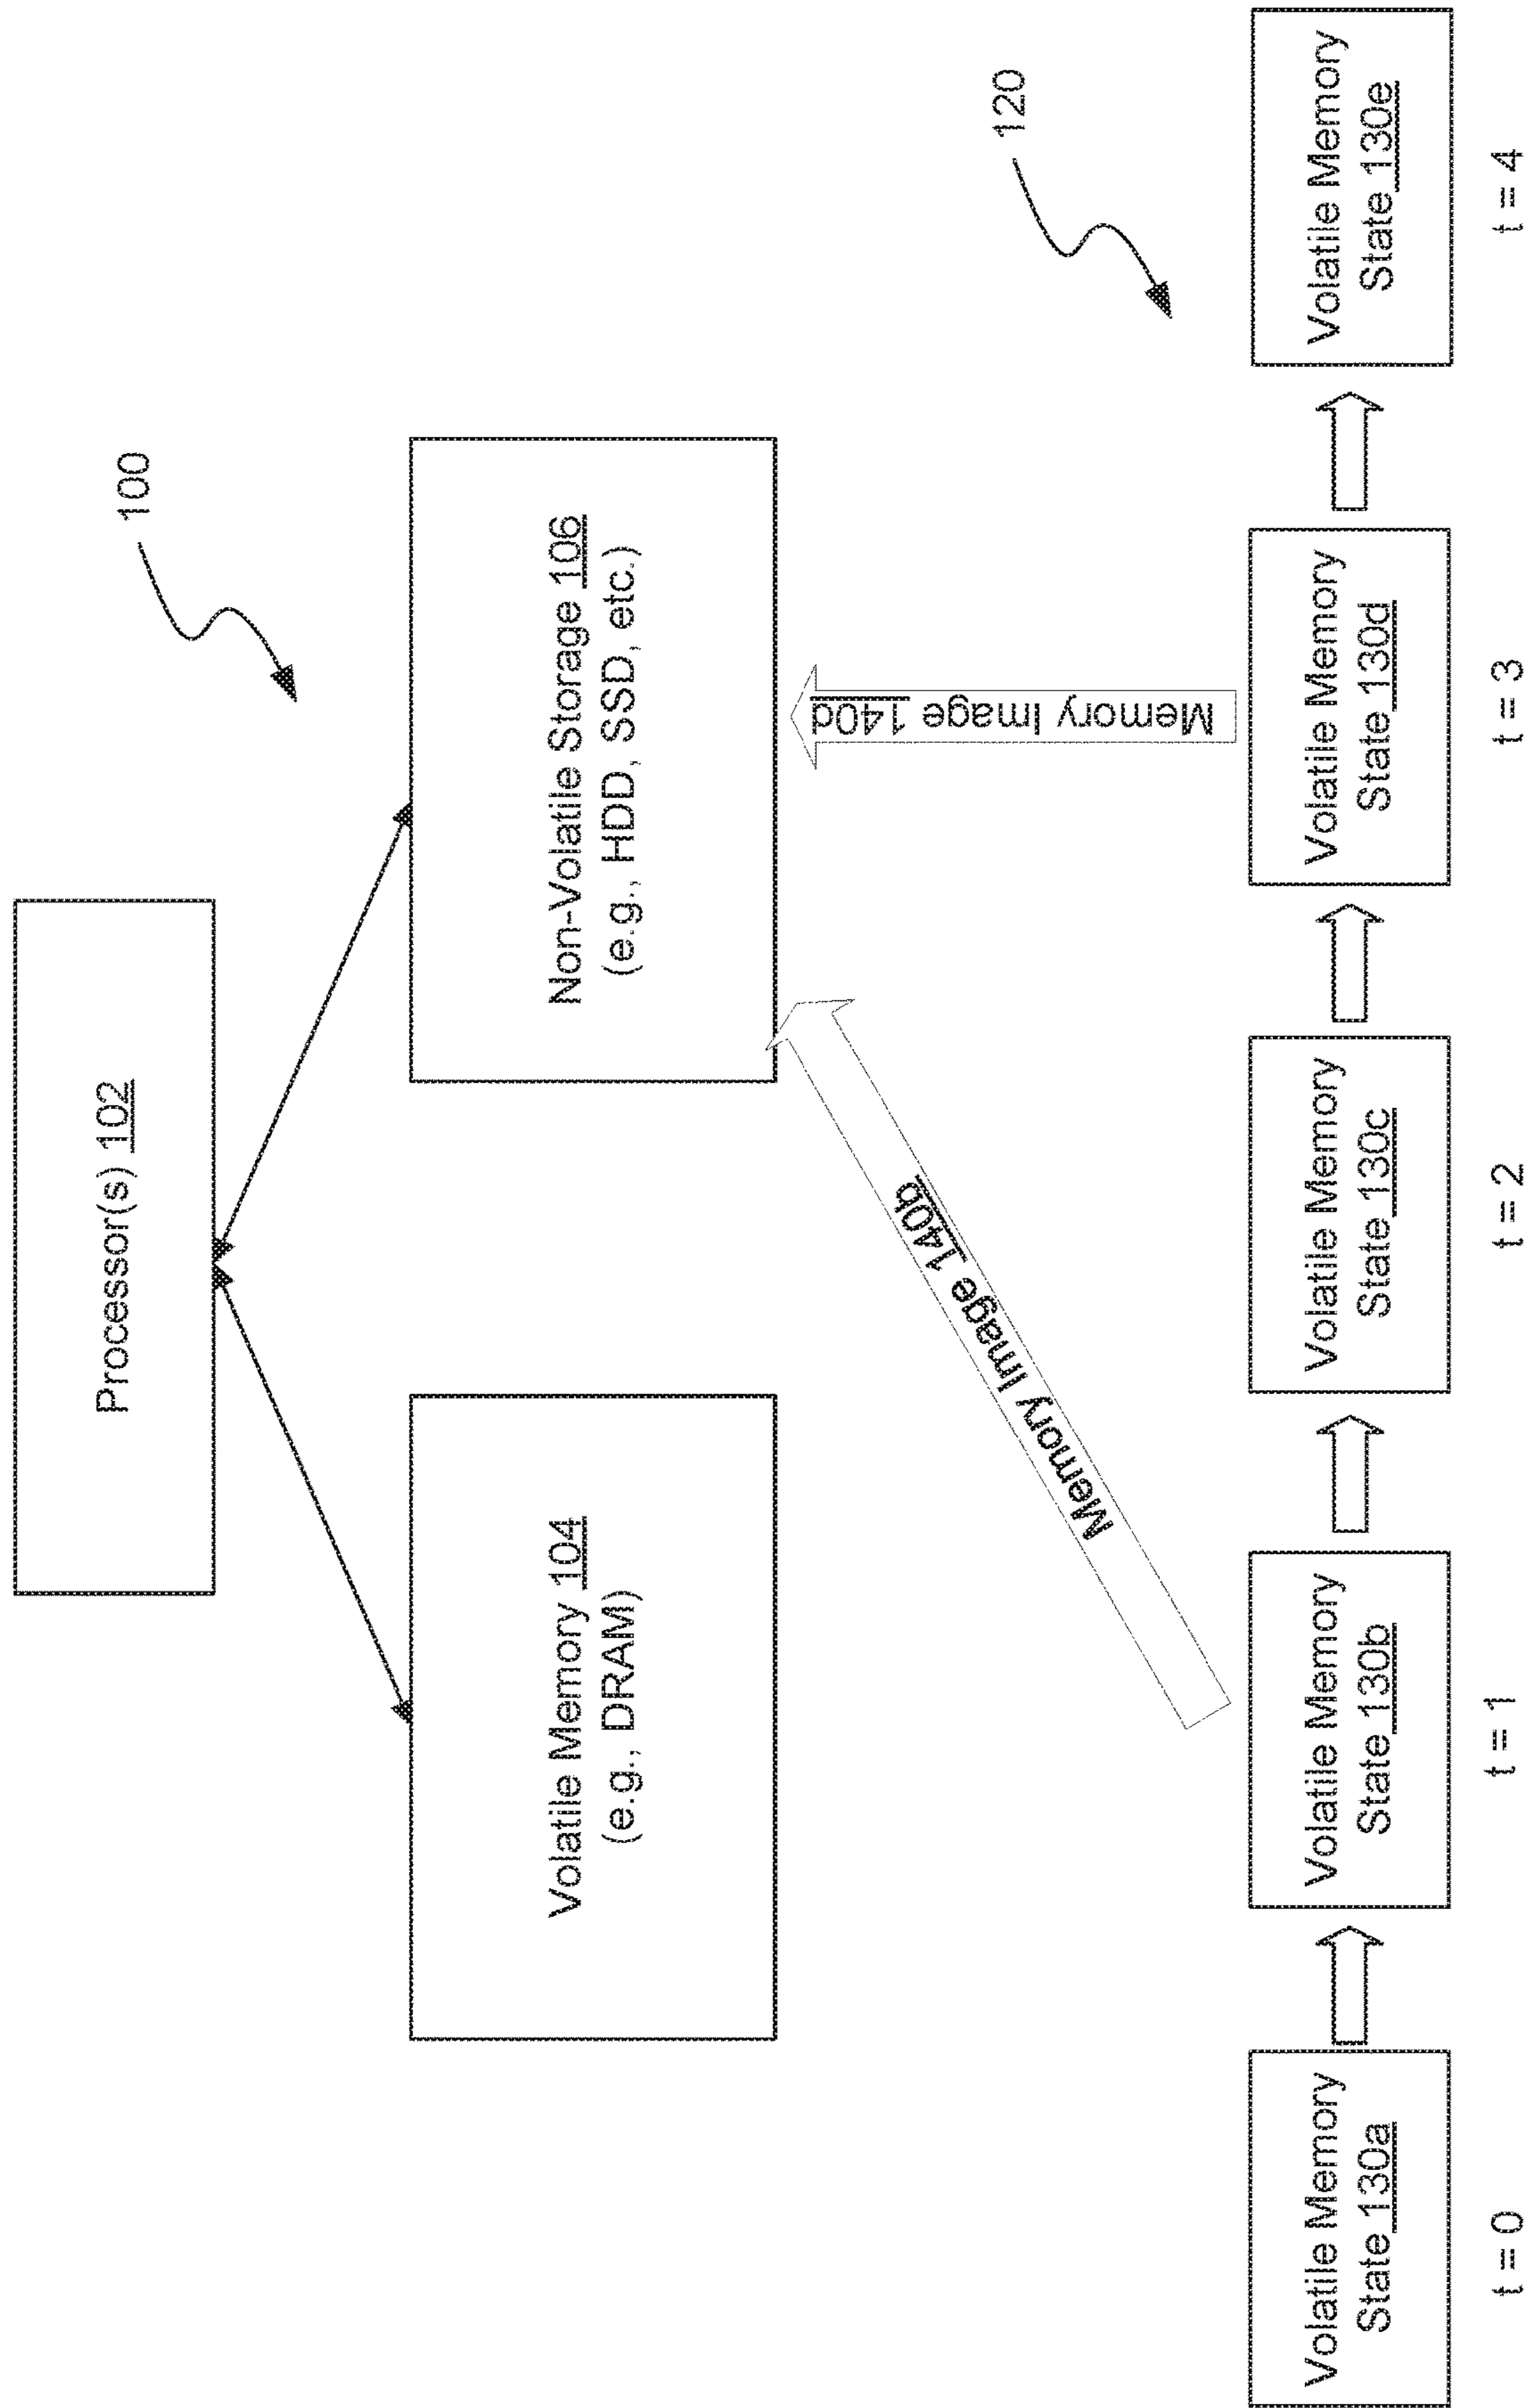 Processor(s) 102
100
Volatile Memory 104
(e.g., DRAM)
Non-Volatile Storage 106
(e.g., HDD, SSD, etc.)
Memory Image 140b
Memory Image 140d
120
Volatile Memory
State 130a
Volatile Memory
State 130b
Volatile Memory
State 130c
Volatile Memory
State 130d
Volatile Memory
State 130e
t = 0
t = 1
t = 2
t = 3
t = 4